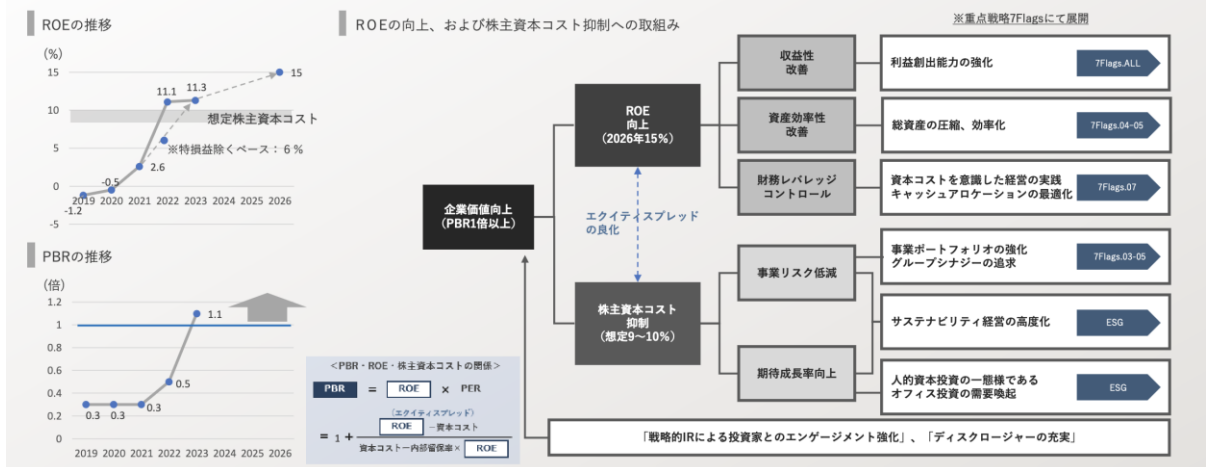 ROEの推移
(%)
15
10
5
0
-5
2019 2020 2021 2022 2023 2024 2025 2026
-1.2
-0.5
2.6
11.1
11.3
15
想定株主資本コスト
※特損益除くベース：6％
PBRの推移
(倍)
1.2
1
0.8
0.6
0.4
0.2
0
0.3
0.3
0.3
0.5
1.1
2019 2020 2021 2022 2023 2024 2025 2026
ROEの向上、および株主資本コスト抑制への取組み
※重点戦略7Flagsにて展開
企業価値向上
(PBR1倍以上)
ROE
向上
(2026年15%)
エクイティスプレッド
の良化
株主資本コスト
抑制
(想定9～10%)
収益性
改善
資産効率性
改善
財務レバレッジ
コントロール
事業リスク低減
期待成長率向上
利益創出能力の強化
7Flags.ALL
総資産の圧縮、効率化
7Flags.04-05
資本コストを意識した経営の実践
キャッシュアロケーションの最適化
7Flags.07
事業ポートフォリオの強化
グループシナジーの追求
7Flags.03-05
サステナビリティ経営の高度化
ESG
人的資本投資の一態様である
オフィス投資の需要喚起
ESG
「戦略的IRによる投資家とのエンゲージメント強化」、「ディスクロージャーの充実」
＜PBR・ROE・株主資本コストの関係＞
PBR = ROE × PER
(エクイティスプレッド)
= 1 + ROE －資本コスト
資本コスト－内部留保率× ROE